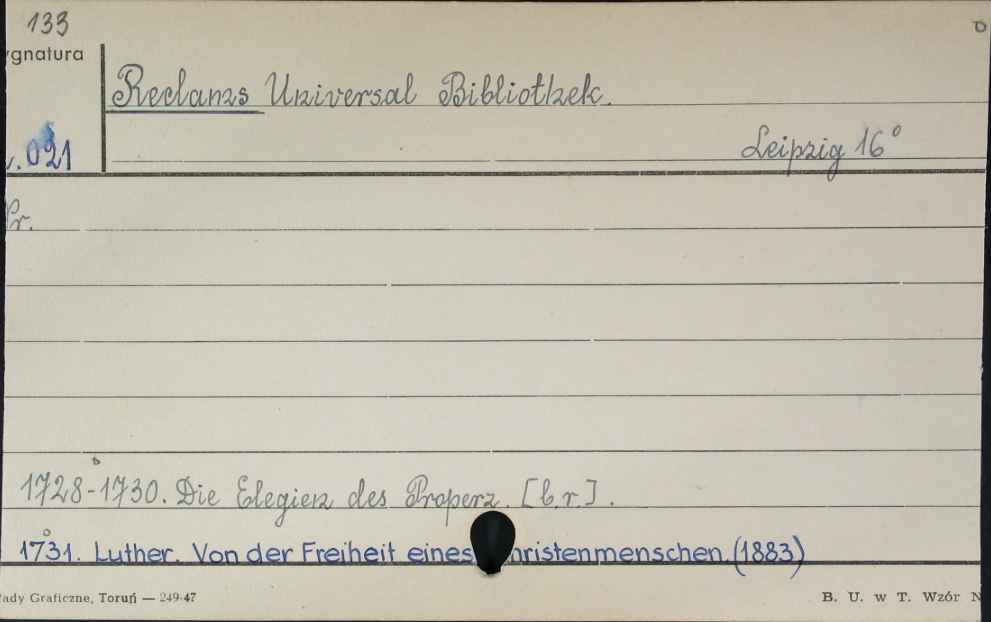 133
ygnatura
Reclams Universal Bibliothek.
021
Leipzig 16°
Pr.
1728-1730. Die Elegien des Properz. [b.r.].
1731. Luther. Von der Freiheit eines hristenmenschen. (1883)
ady Graficzne, Toruń — 249-47
B. U. w T. Wzór N